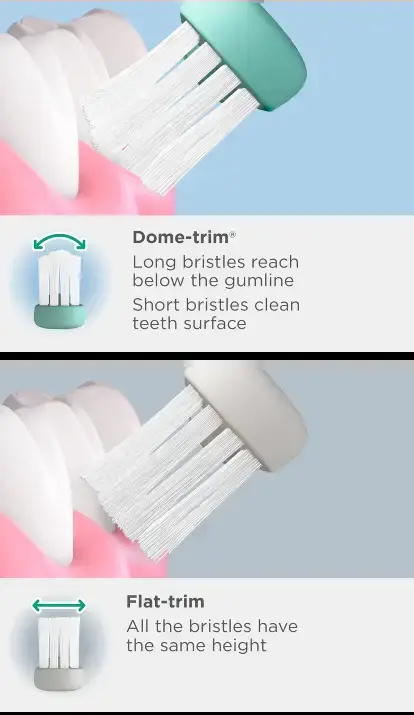 Dome-trim®
Long bristles reach
below the gumline
Short bristles clean
teeth surface
Flat-trim
All the bristles have
the same height